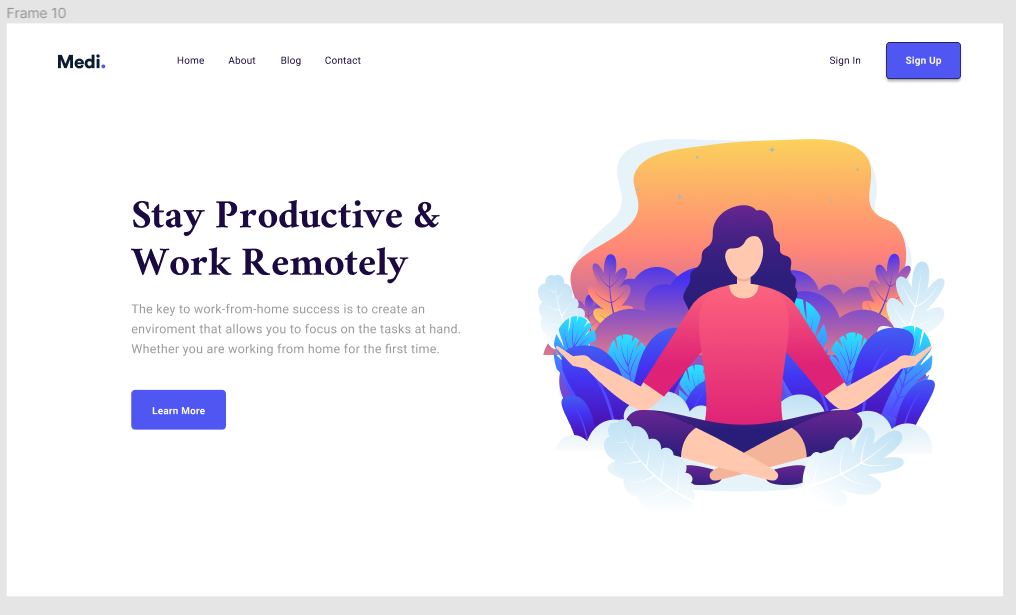 Frame 10
Medi.
Home About Blog Contact
Sign In
Sign Up
Stay Productive &
Work Remotely
The key to work-from-home success is to create an
enviroment that allows you to focus on the tasks at hand.
Whether you are working from home for the first time.
Learn More